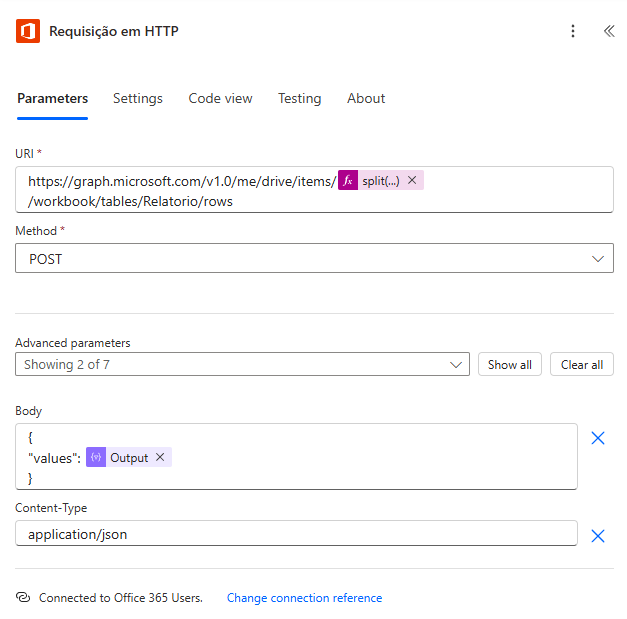 Requisição em HTTP
Parameters Settings Code view Testing About
URI *
https://graph.microsoft.com/v1.0/me/drive/items/ fx split(...)
/workbook/tables/Relatorio/rows
Method *
POST
Advanced parameters
Showing 2 of 7 Show all Clear all
Body
{
"values": {v} Output
}
Content-Type
application/json
Connected to Office 365 Users. Change connection reference